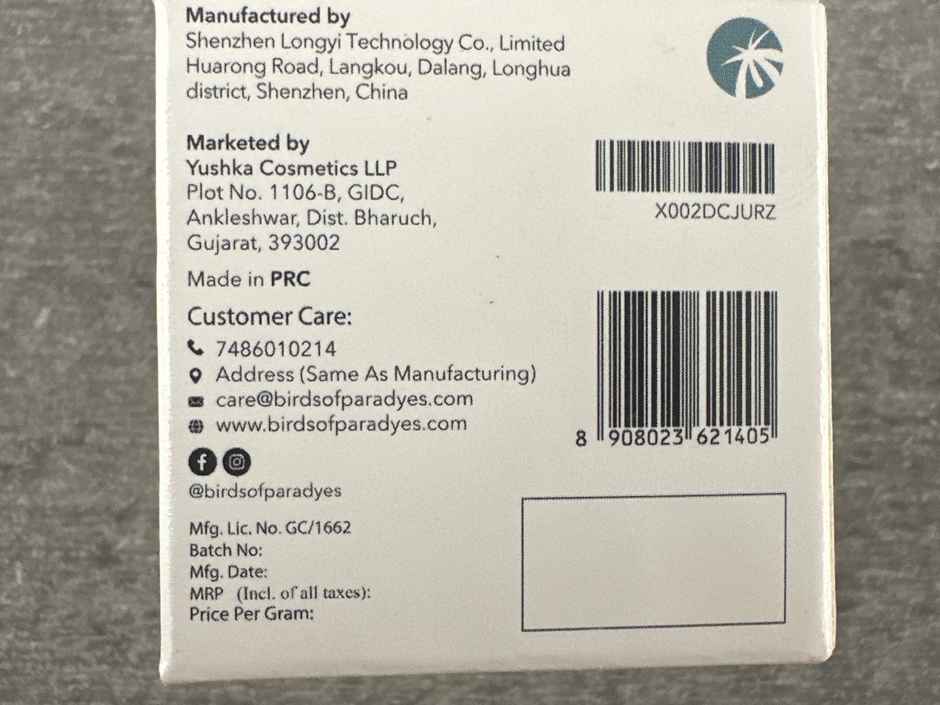 Manufactured by
Shenzhen Longyi Technology Co., Limited
Huarong Road, Langkou, Dalang, Longhua
district, Shenzhen, China
Marketed by
Yushka Cosmetics LLP
Plot No. 1106-B, GIDC,
Ankleshwar, Dist. Bharuch,
Gujarat, 393002
Made in PRC
X002DCJURZ
Customer Care:
7486010214
Address (Same As Manufacturing)
care@birdsofparadyes.com
www.birdsofparadyes.com
8 908023 621405
@birdsofparadyes
Mfg. Lic. No. GC/1662
Batch No:
Mfg. Date:
MRP (Incl. of all taxes):
Price Per Gram: